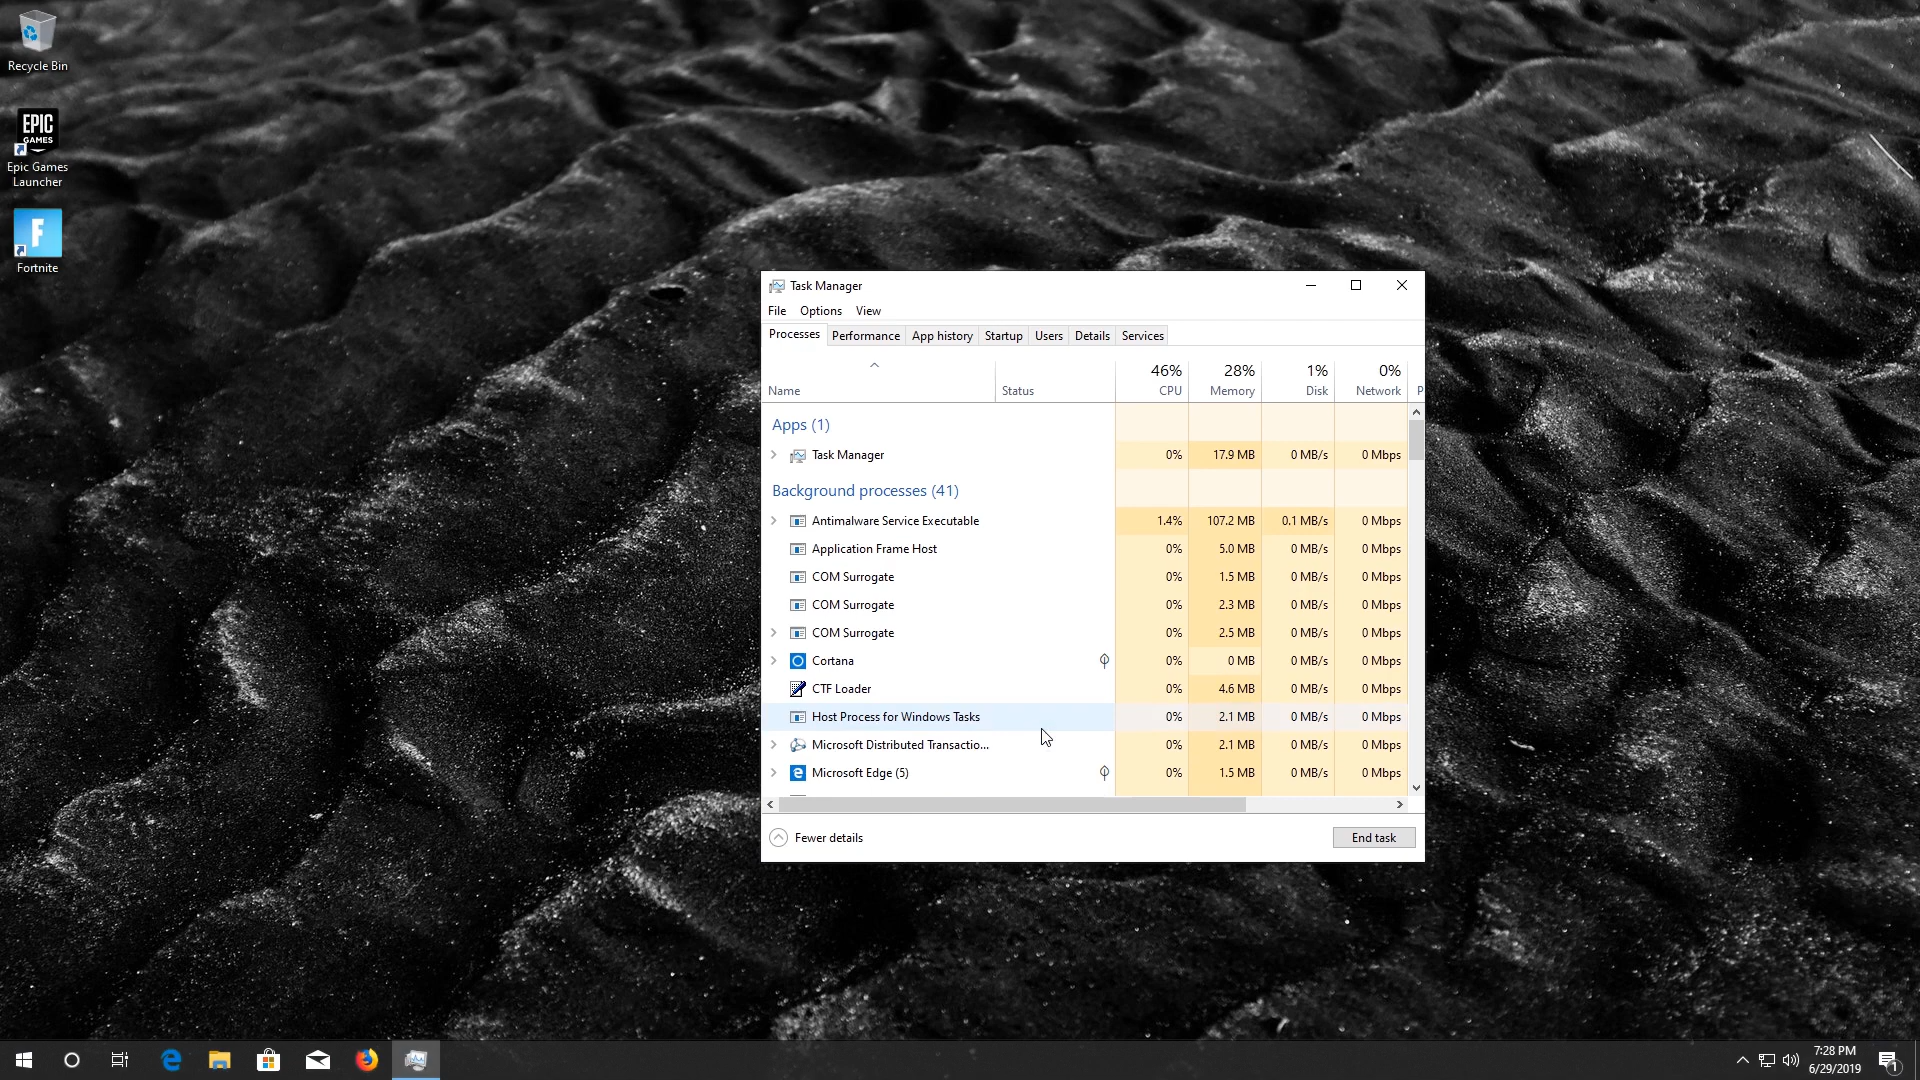 Recycle Bin
EPIC
GAMES
Epic Games
Launcher
F
Fortnite
Task Manager
File Options View
Processes Performance App history Startup Users Details Services
46% 28% 1% 0%
Name Status CPU Memory Disk Network P
Apps (1)
Task Manager 0% 17.9 MB 0 MB/s 0 Mbps
Background processes (41)
Antimalware Service Executable 1.4% 107.2 MB 0.1 MB/s 0 Mbps
Application Frame Host 0% 5.0 MB 0 MB/s 0 Mbps
COM Surrogate 0% 1.5 MB 0 MB/s 0 Mbps
COM Surrogate 0% 2.3 MB 0 MB/s 0 Mbps
COM Surrogate 0% 2.5 MB 0 MB/s 0 Mbps
Cortana 0% 0 MB 0 MB/s 0 Mbps
CTF Loader 0% 4.6 MB 0 MB/s 0 Mbps
Host Process for Windows Tasks 0% 2.1 MB 0 MB/s 0 Mbps
Microsoft Distributed Transactio... 0% 2.1 MB 0 MB/s 0 Mbps
Microsoft Edge (5) 0% 1.5 MB 0 MB/s 0 Mbps
Fewer details End task
7:28 PM
6/29/2019
1